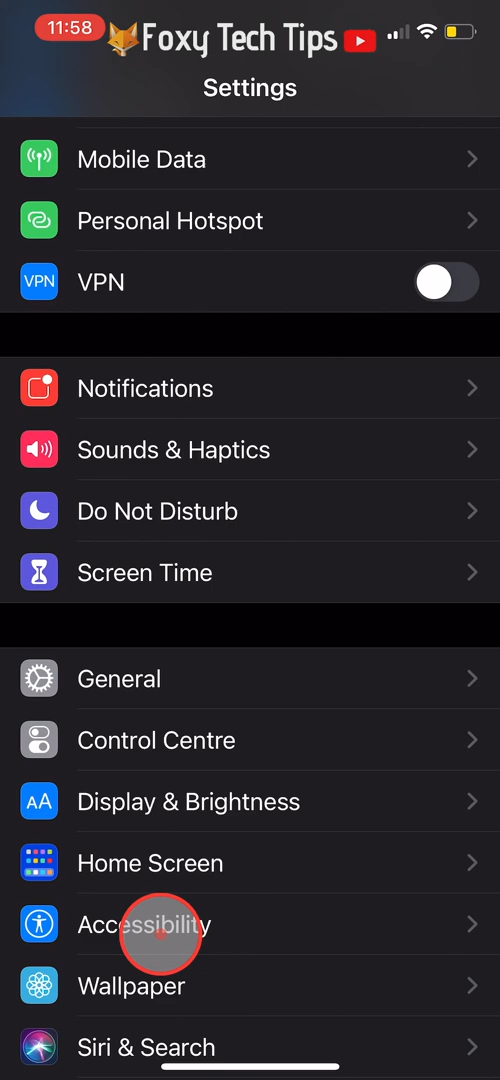 11:58
Foxy Tech Tips
Settings
Mobile Data
Personal Hotspot
VPN VPN
Notifications
Sounds & Haptics
Do Not Disturb
Screen Time
General
Control Centre
AA Display & Brightness
Home Screen
Accessibility
Wallpaper
Siri & Search